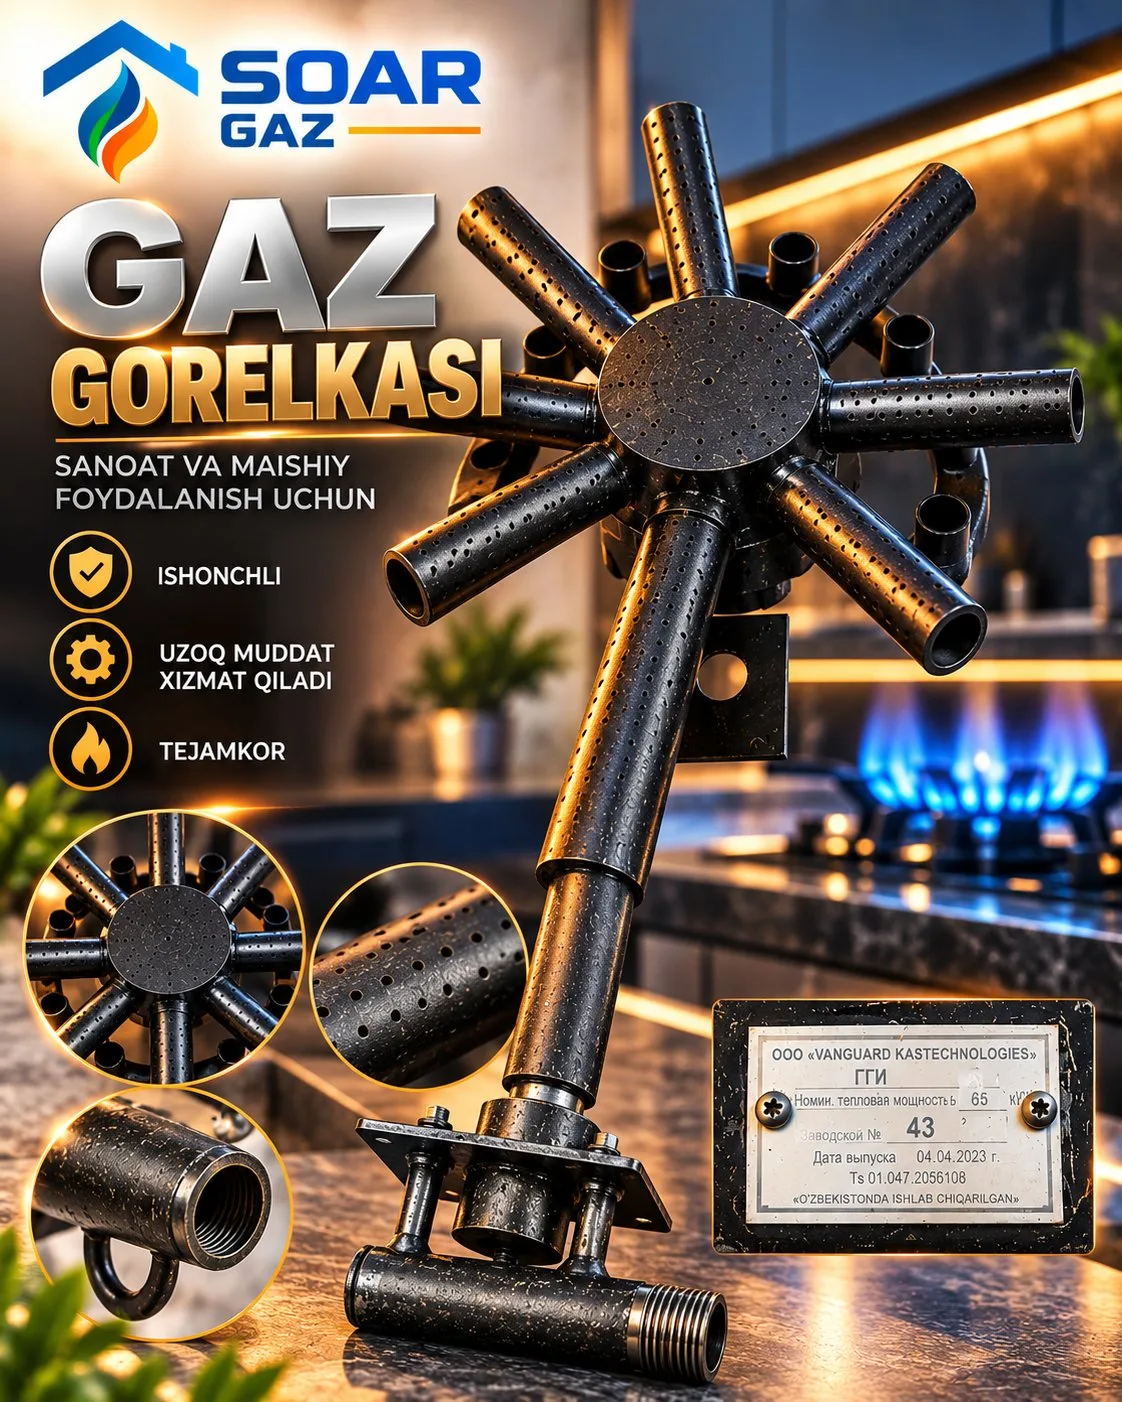 SOAR
GAZ
GAZ
GORELKASI
SANOAT VA MAISHIY
FOYDALANISH UCHUN
ISHONCHLI
UZOQ MUDDAT
XIZMAT QILADI
TEJAMKOR
ООО «VANGUARD KASTECHNOLOGIES»
ГГИ
Номин. тепловая мощность 65
Заводской № 43
Дата выпуска 04.04.2023 г.
Ts 01.047.2056108
«O'ZBEKISTONDA ISHLAB CHIQARILGAN»